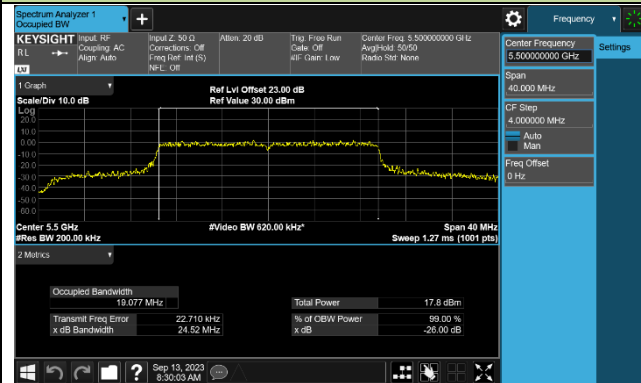 Spectrum Analyzer 1
Occupied BW
Frequency
KEYSIGHT
RL
LXI
Input: RF
Coupling: AC
Align: Auto
Input Z: 50 Ω
Corrections: Off
Freq Ref: Int (S)
NFE: Off
Atten: 20 dB
Trig: Free Run
Gate: Off
#IF Gain: Low
Center Freq: 5.500000000 GHz
Avg|Hold: 50/50
Radio Std: None
Center Frequency
5.500000000 GHz
Settings
Span
40.000 MHz
CF Step
4.000000 MHz
Auto
Man
Freq Offset
0 Hz
1 Graph
Scale/Div 10.0 dB
Ref Lvl Offset 23.00 dB
Ref Value 30.00 dBm
Log
20.0
10.0
0.00
-10.0
-20.0
-30.0
-40.0
-50.0
-60.0
Center 5.5 GHz
#Video BW 620.00 kHz*
Span 40 MHz
#Res BW 200.00 kHz
Sweep 1.27 ms (1001 pts)
2 Metrics
Occupied Bandwidth
19.077 MHz
Total Power
17.8 dBm
Transmit Freq Error
22.710 kHz
% of OBW Power
99.00 %
x dB Bandwidth
24.52 MHz
x dB
-26.00 dB
Sep 13, 2023
8:30:03 AM